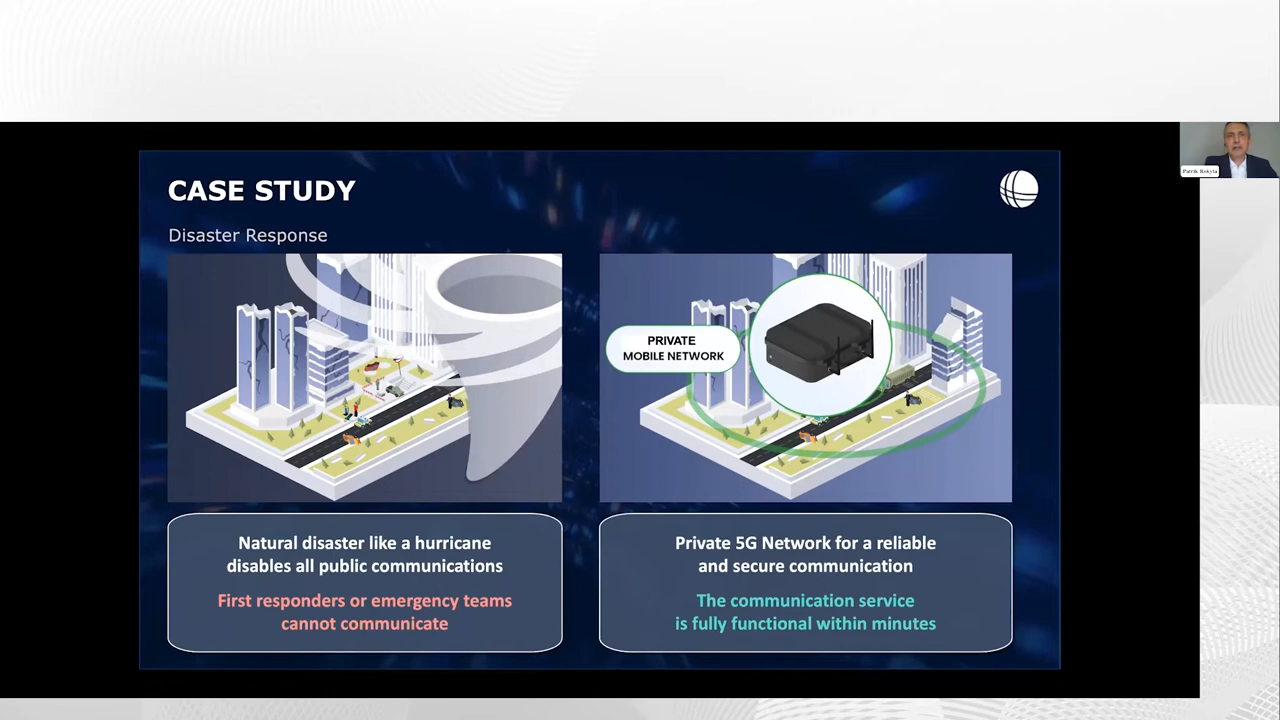 CASE STUDY
Disaster Response
PRIVATE
MOBILE NETWORK
Natural disaster like a hurricane
disables all public communications
First responders or emergency teams
cannot communicate
Private 5G Network for a reliable
and secure communication
The communication service
is fully functional within minutes
Patrik Rokyta